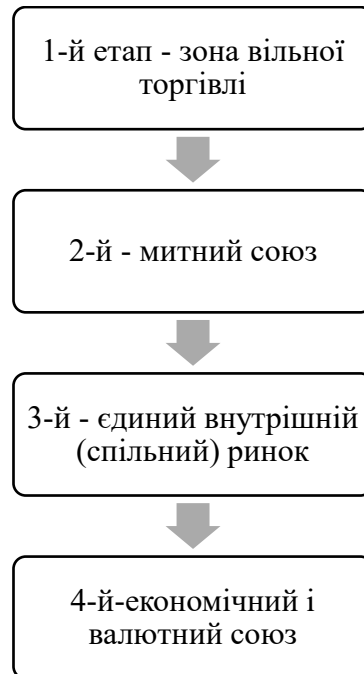 1-й етап - зона вільної
торгівлі
2-й - митний союз
3-й - єдиний внутрішній
(спільний) ринок
4-й-економічний і
валютний союз